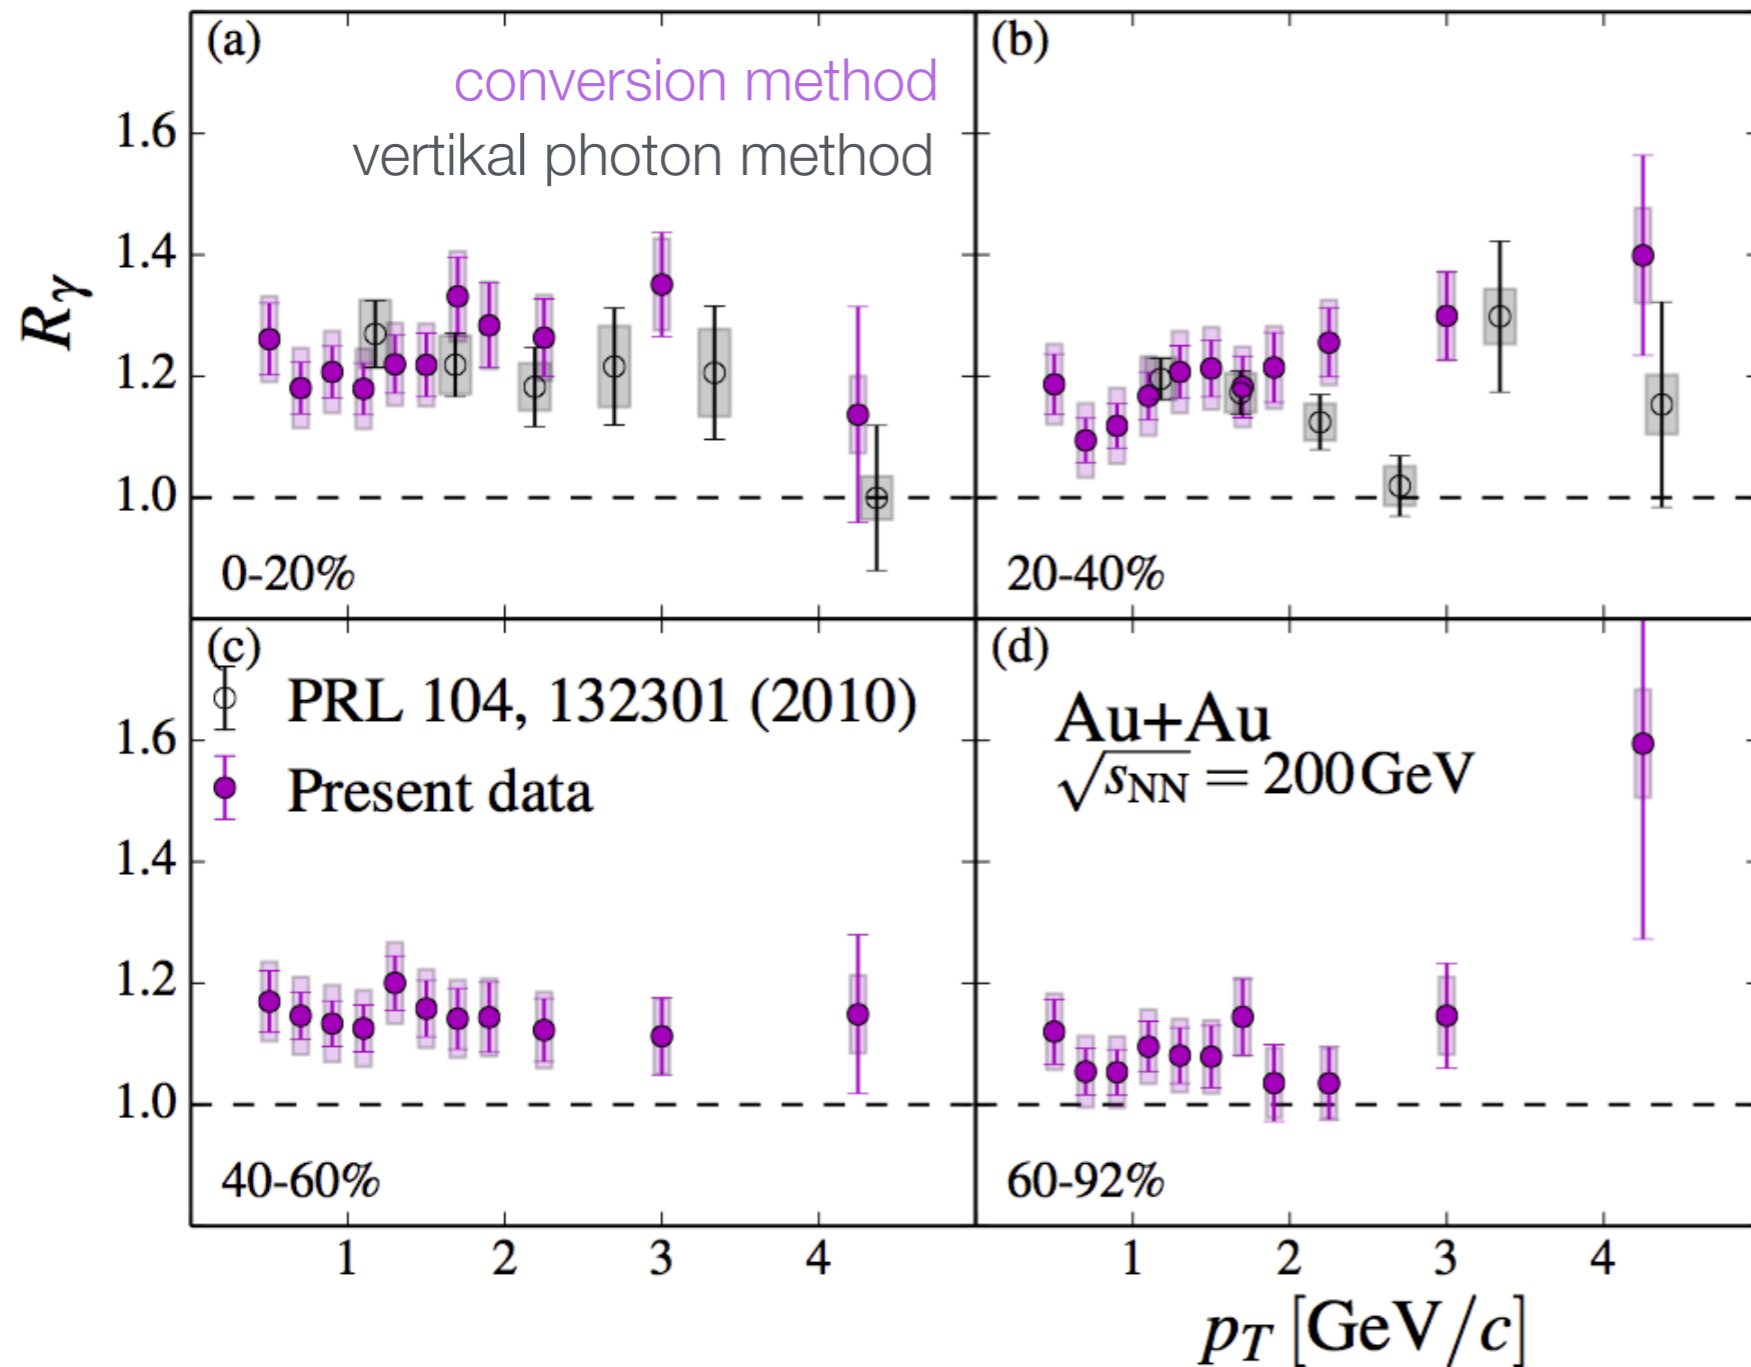 (a)
conversion method
vertikal photon method
(b)
1.6
1.4
1.2
1.0
Rγ
0-20%
20-40%
(c)
PRL 104, 132301 (2010)
Present data
(d)
Au+Au
√sNN = 200 GeV
1.6
1.4
1.2
1.0
40-60%
60-92%
1 2 3 4 1 2 3 4
pT [GeV/c]